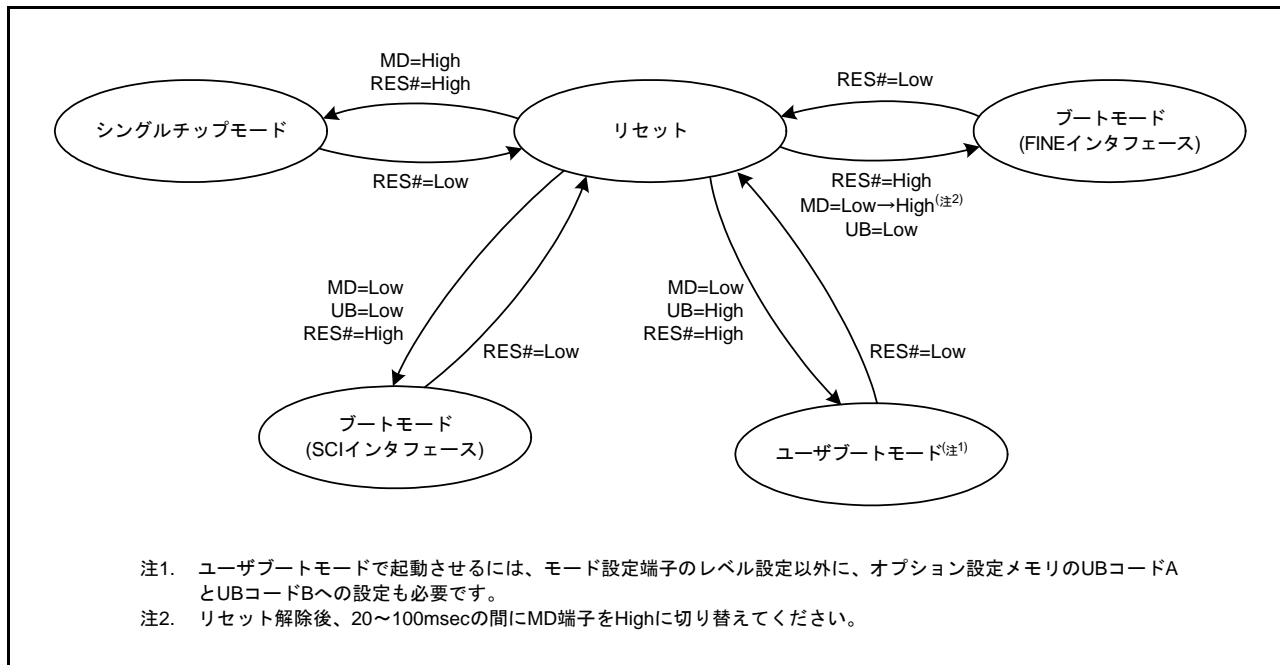 MD=High
RES#=High
RES#=Low
シングルチップモード
リセット
ブートモード
(FINEインタフェース)
RES#=Low
RES#=High
MD=Low→High(注2)
UB=Low
MD=Low
UB=Low
RES#=High
RES#=Low
MD=Low
UB=High
RES#=High
RES#=Low
ブートモード
(SCIインタフェース)
ユーザブートモード(注1)
注1. ユーザブートモードで起動させるには、モード設定端子のレベル設定以外に、オプション設定メモリのUBコードA
とUBコードBへの設定も必要です。
注2. リセット解除後、20～100msecの間にMD端子をHighに切り替えてください。